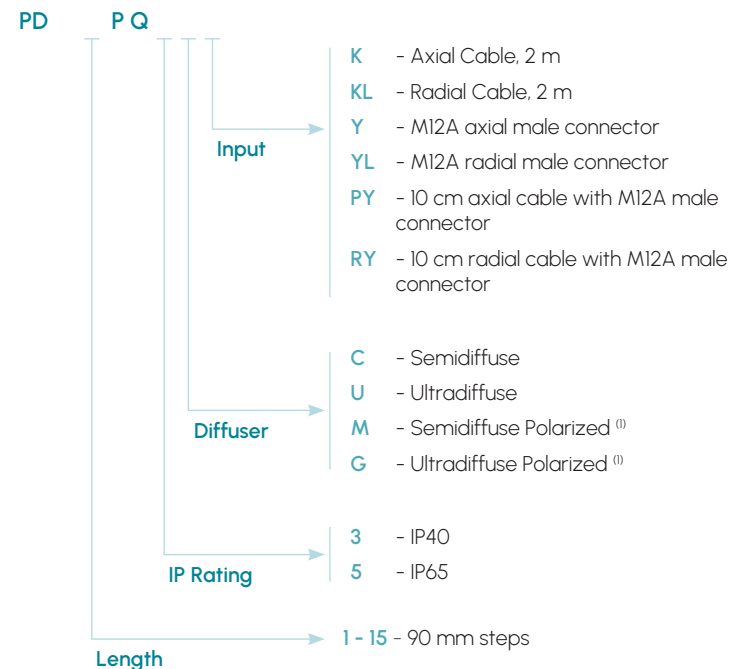 PD P Q
K - Axial Cable, 2 m
KL - Radial Cable, 2 m
Y - M12A axial male connector
Input
YL - M12A radial male connector
PY - 10 cm axial cable with M12A male
connector
RY - 10 cm radial cable with M12A male
connector
C - Semidiffuse
U - Ultradiffuse
Diffuser
M - Semidiffuse Polarized (1)
G - Ultradiffuse Polarized (1)
3 - IP40
IP Rating
5 - IP65
1 - 15 - 90 mm steps
Length